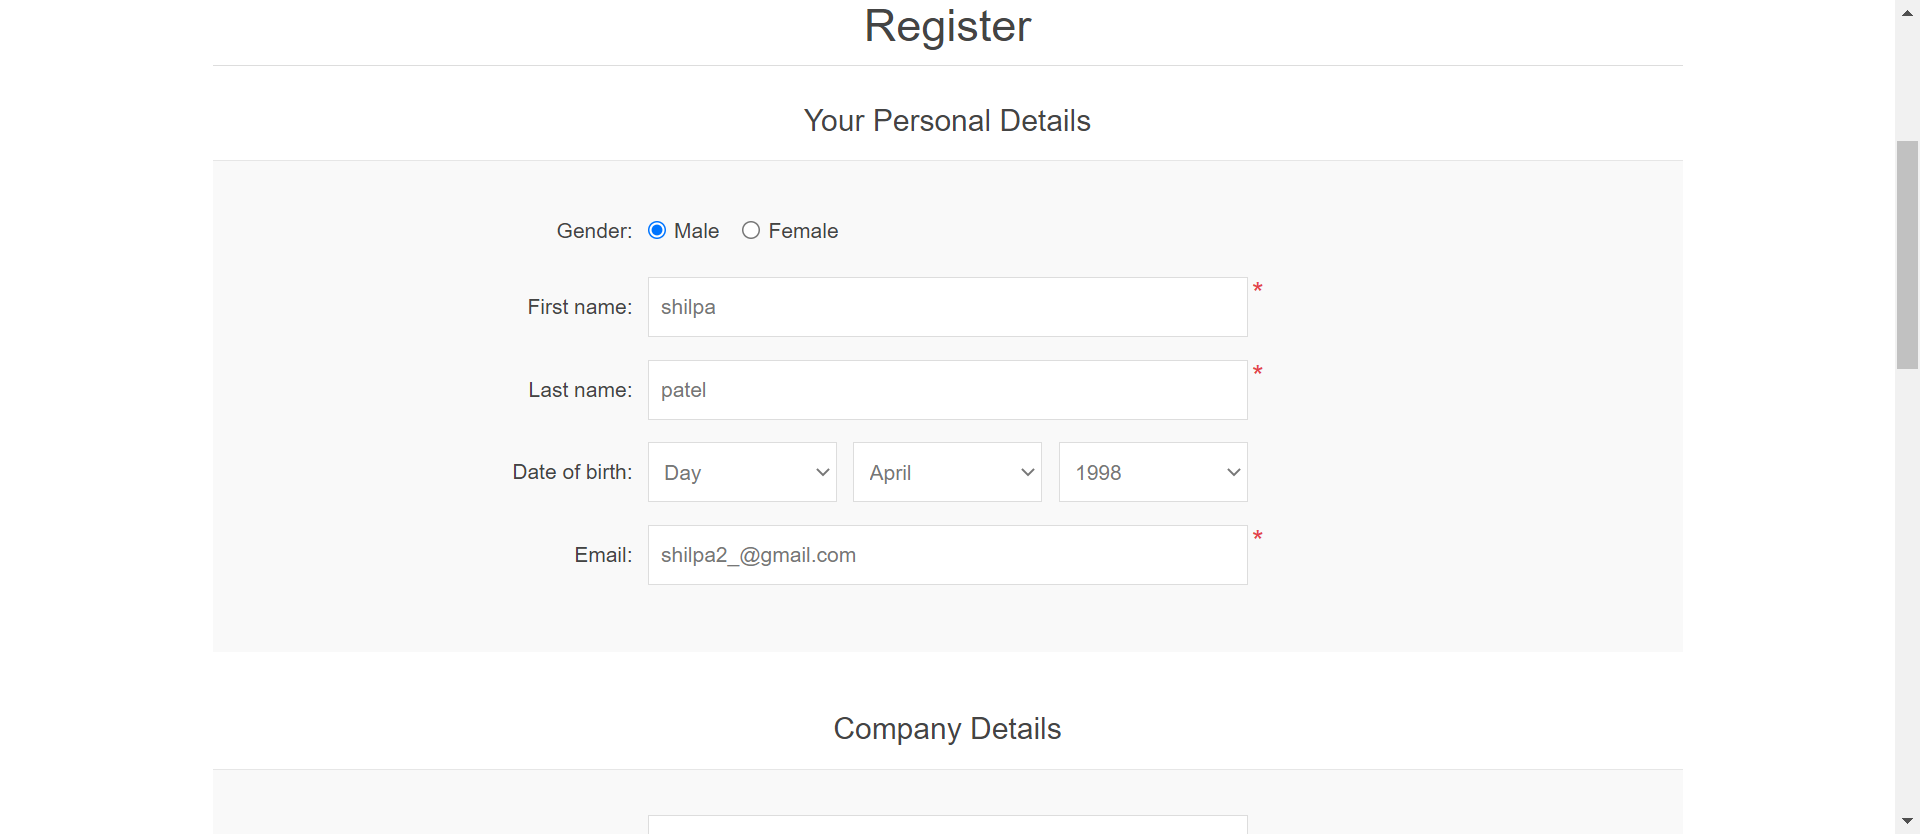 Register
Your Personal Details
Gender: Male Female
First name: shilpa *
Last name: patel *
Date of birth: Day April 1998
Email: shilpa2_@gmail.com *
Company Details